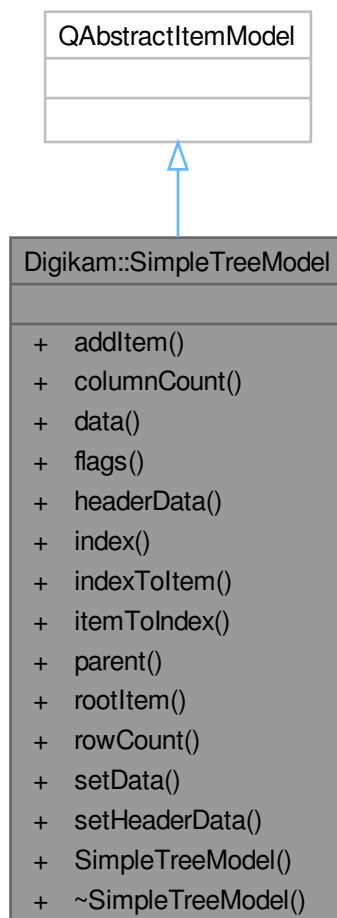 QAbstractItemModel
Digikam::SimpleTreeModel
+ addItem()
+ columnCount()
+ data()
+ flags()
+ headerData()
+ index()
+ indexToItem()
+ itemToIndex()
+ parent()
+ rootItem()
+ rowCount()
+ setData()
+ setHeaderData()
+ SimpleTreeModel()
+ ~SimpleTreeModel()